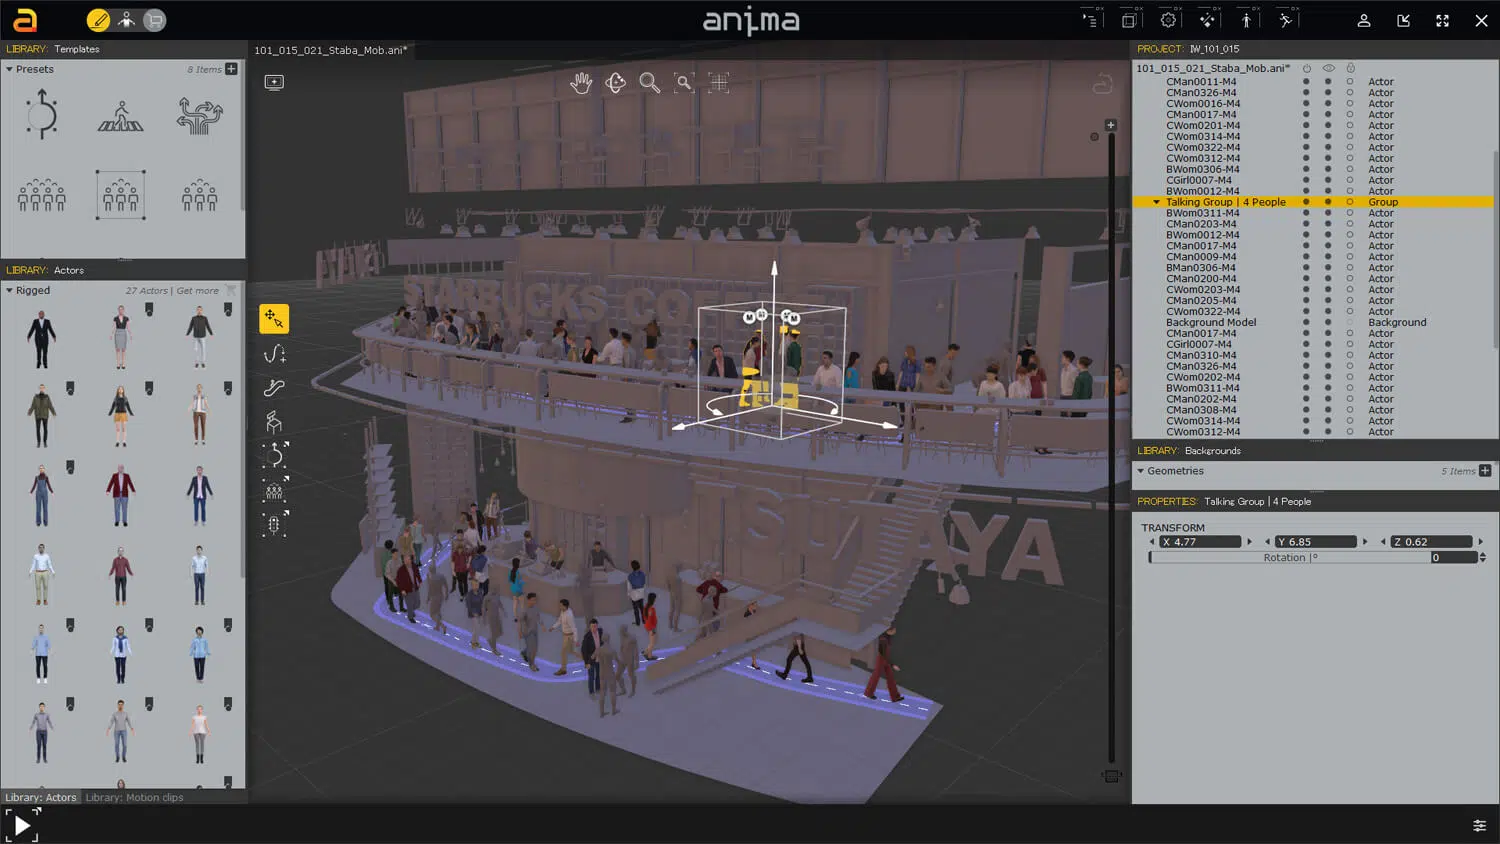 anima
LIBRARY: Templates
Presets
8 Items
LIBRARY: Actors
Rigged
27 Actors | Get more
Library: Actors
Library: Motion clips
101_015_021_Staba_Mob.ani*
STARBUCKS CO
TSUTAYA
M
M
PROJECT: IW_101_015
101_015_021_Staba_Mob.ani*
CMan0011-M4 Actor
CMan0326-M4 Actor
CWom0016-M4 Actor
CMan0017-M4 Actor
CWom0201-M4 Actor
CWom0314-M4 Actor
CWom0322-M4 Actor
CWom0312-M4 Actor
BWom0306-M4 Actor
CGirl0007-M4 Actor
BWom0012-M4 Actor
Talking Group | 4 People Group
BWom0311-M4 Actor
CMan0203-M4 Actor
BWom0012-M4 Actor
CMan0017-M4 Actor
CMan0009-M4 Actor
BMan0306-M4 Actor
CMan0200-M4 Actor
CWom0203-M4 Actor
CMan0205-M4 Actor
CWom0322-M4 Actor
Background Model Background
CMan0017-M4 Actor
CGirl0007-M4 Actor
CMan0310-M4 Actor
CMan0326-M4 Actor
CWom0202-M4 Actor
BWom0311-M4 Actor
CMan0202-M4 Actor
CMan0308-M4 Actor
CWom0314-M4 Actor
CWom0312-M4 Actor
LIBRARY: Backgrounds
Geometries
5 Items
PROPERTIES: Talking Group | 4 People
TRANSFORM
X 4.77 Y 6.85 Z 0.62
Rotation |° 0